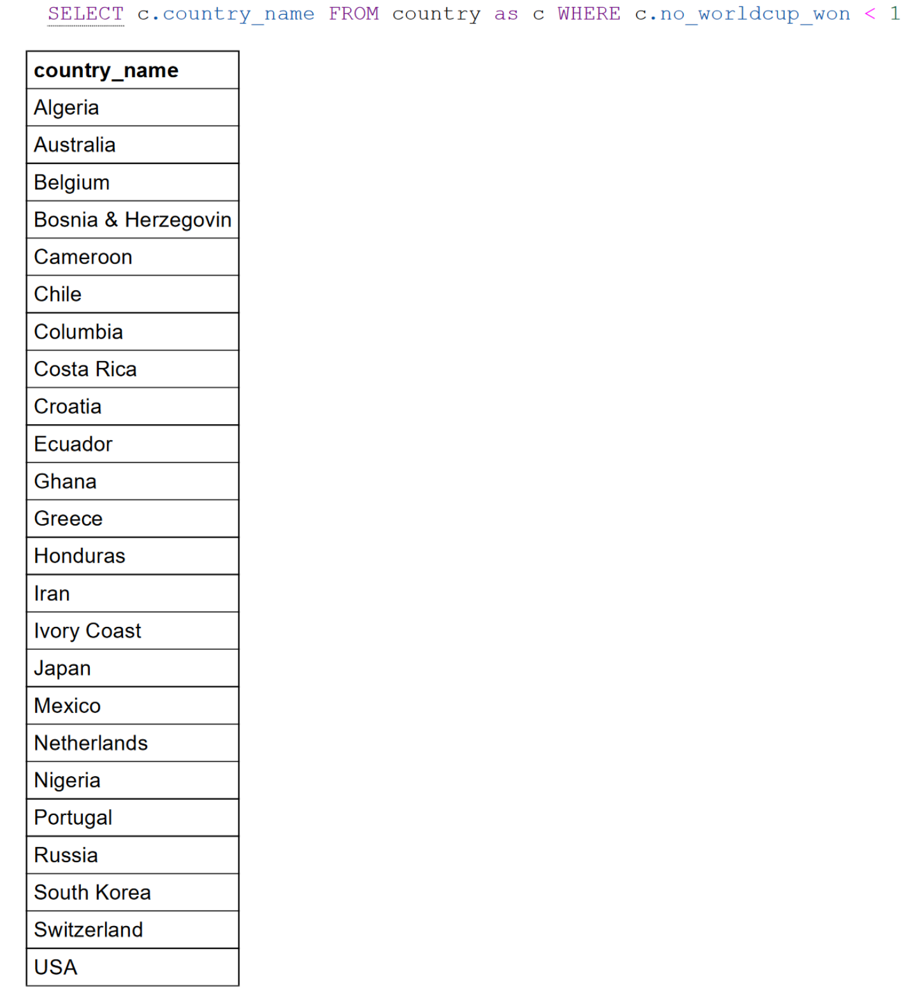 SELECT c.country_name FROM country as c WHERE c.no_worldcup_won < 1
country_name
Algeria
Australia
Belgium
Bosnia & Herzegovin
Cameroon
Chile
Columbia
Costa Rica
Croatia
Ecuador
Ghana
Greece
Honduras
Iran
Ivory Coast
Japan
Mexico
Netherlands
Nigeria
Portugal
Russia
South Korea
Switzerland
USA